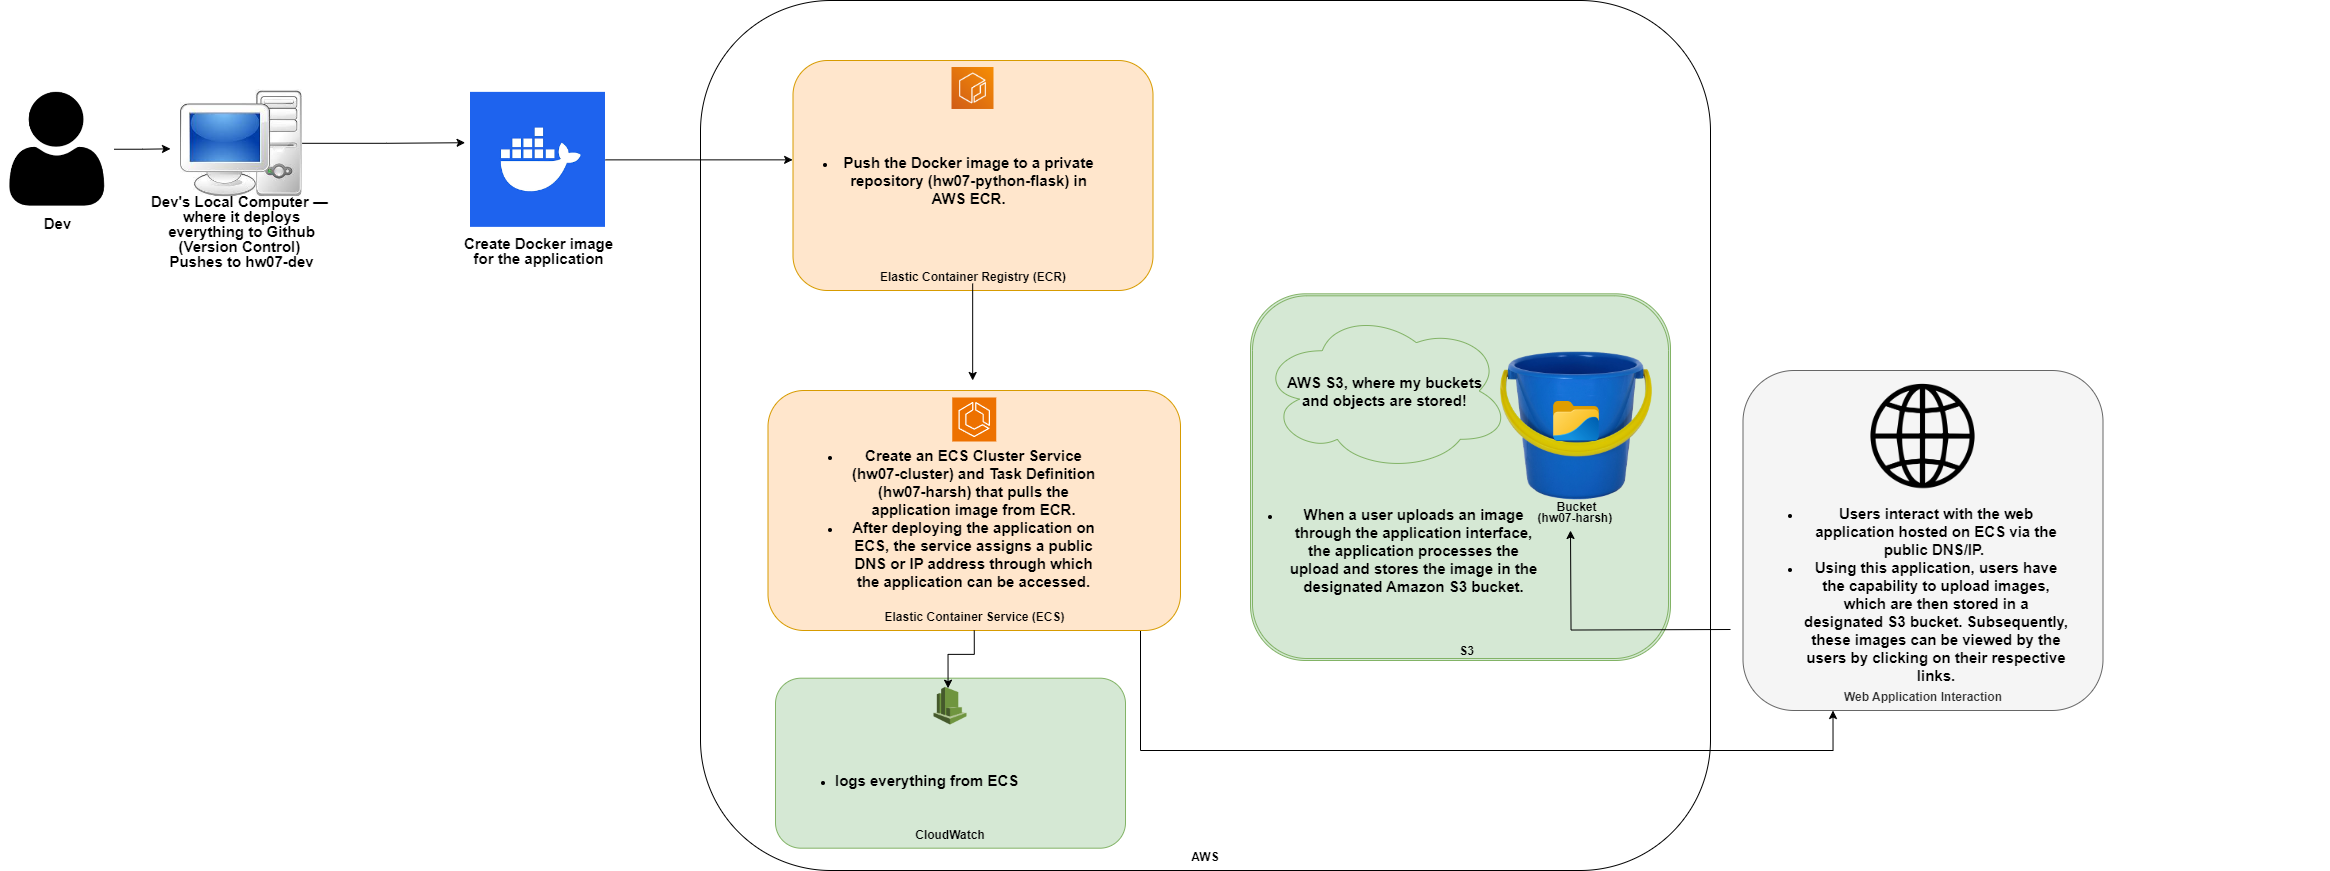 Dev
Dev's Local Computer —
where it deploys
everything to Github
(Version Control)
Pushes to hw07-dev
Create Docker image
for the application
• Push the Docker image to a private
repository (hw07-python-flask) in
AWS ECR.
Elastic Container Registry (ECR)
• Create an ECS Cluster Service
(hw07-cluster) and Task Definition
(hw07-harsh) that pulls the
application image from ECR.
• After deploying the application on
ECS, the service assigns a public
DNS or IP address through which
the application can be accessed.
Elastic Container Service (ECS)
• logs everything from ECS
CloudWatch
AWS S3, where my buckets
and objects are stored!
Bucket
(hw07-harsh)
• When a user uploads an image
through the application interface,
the application processes the
upload and stores the image in the
designated Amazon S3 bucket.
S3
AWS
• Users interact with the web
application hosted on ECS via the
public DNS/IP.
• Using this application, users have
the capability to upload images,
which are then stored in a
designated S3 bucket. Subsequently,
these images can be viewed by the
users by clicking on their respective
links.
Web Application Interaction